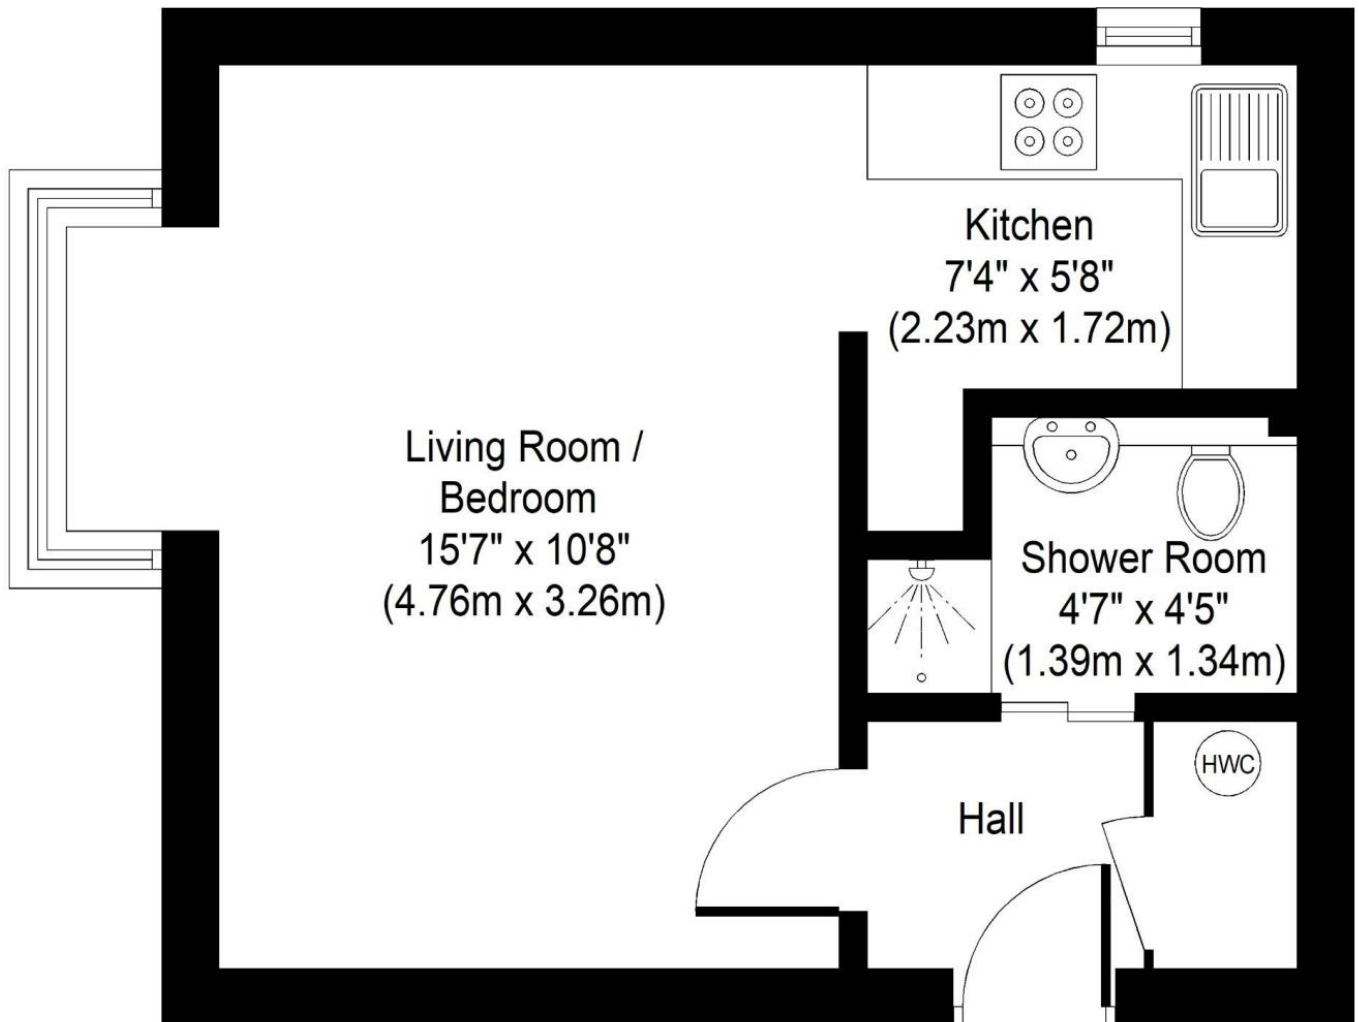 Kitchen
7'4" x 5'8"
(2.23m x 1.72m)
Living Room /
Bedroom
15'7" x 10'8"
(4.76m x 3.26m)
Shower Room
4'7" x 4'5"
(1.39m x 1.34m)
HWC
Hall